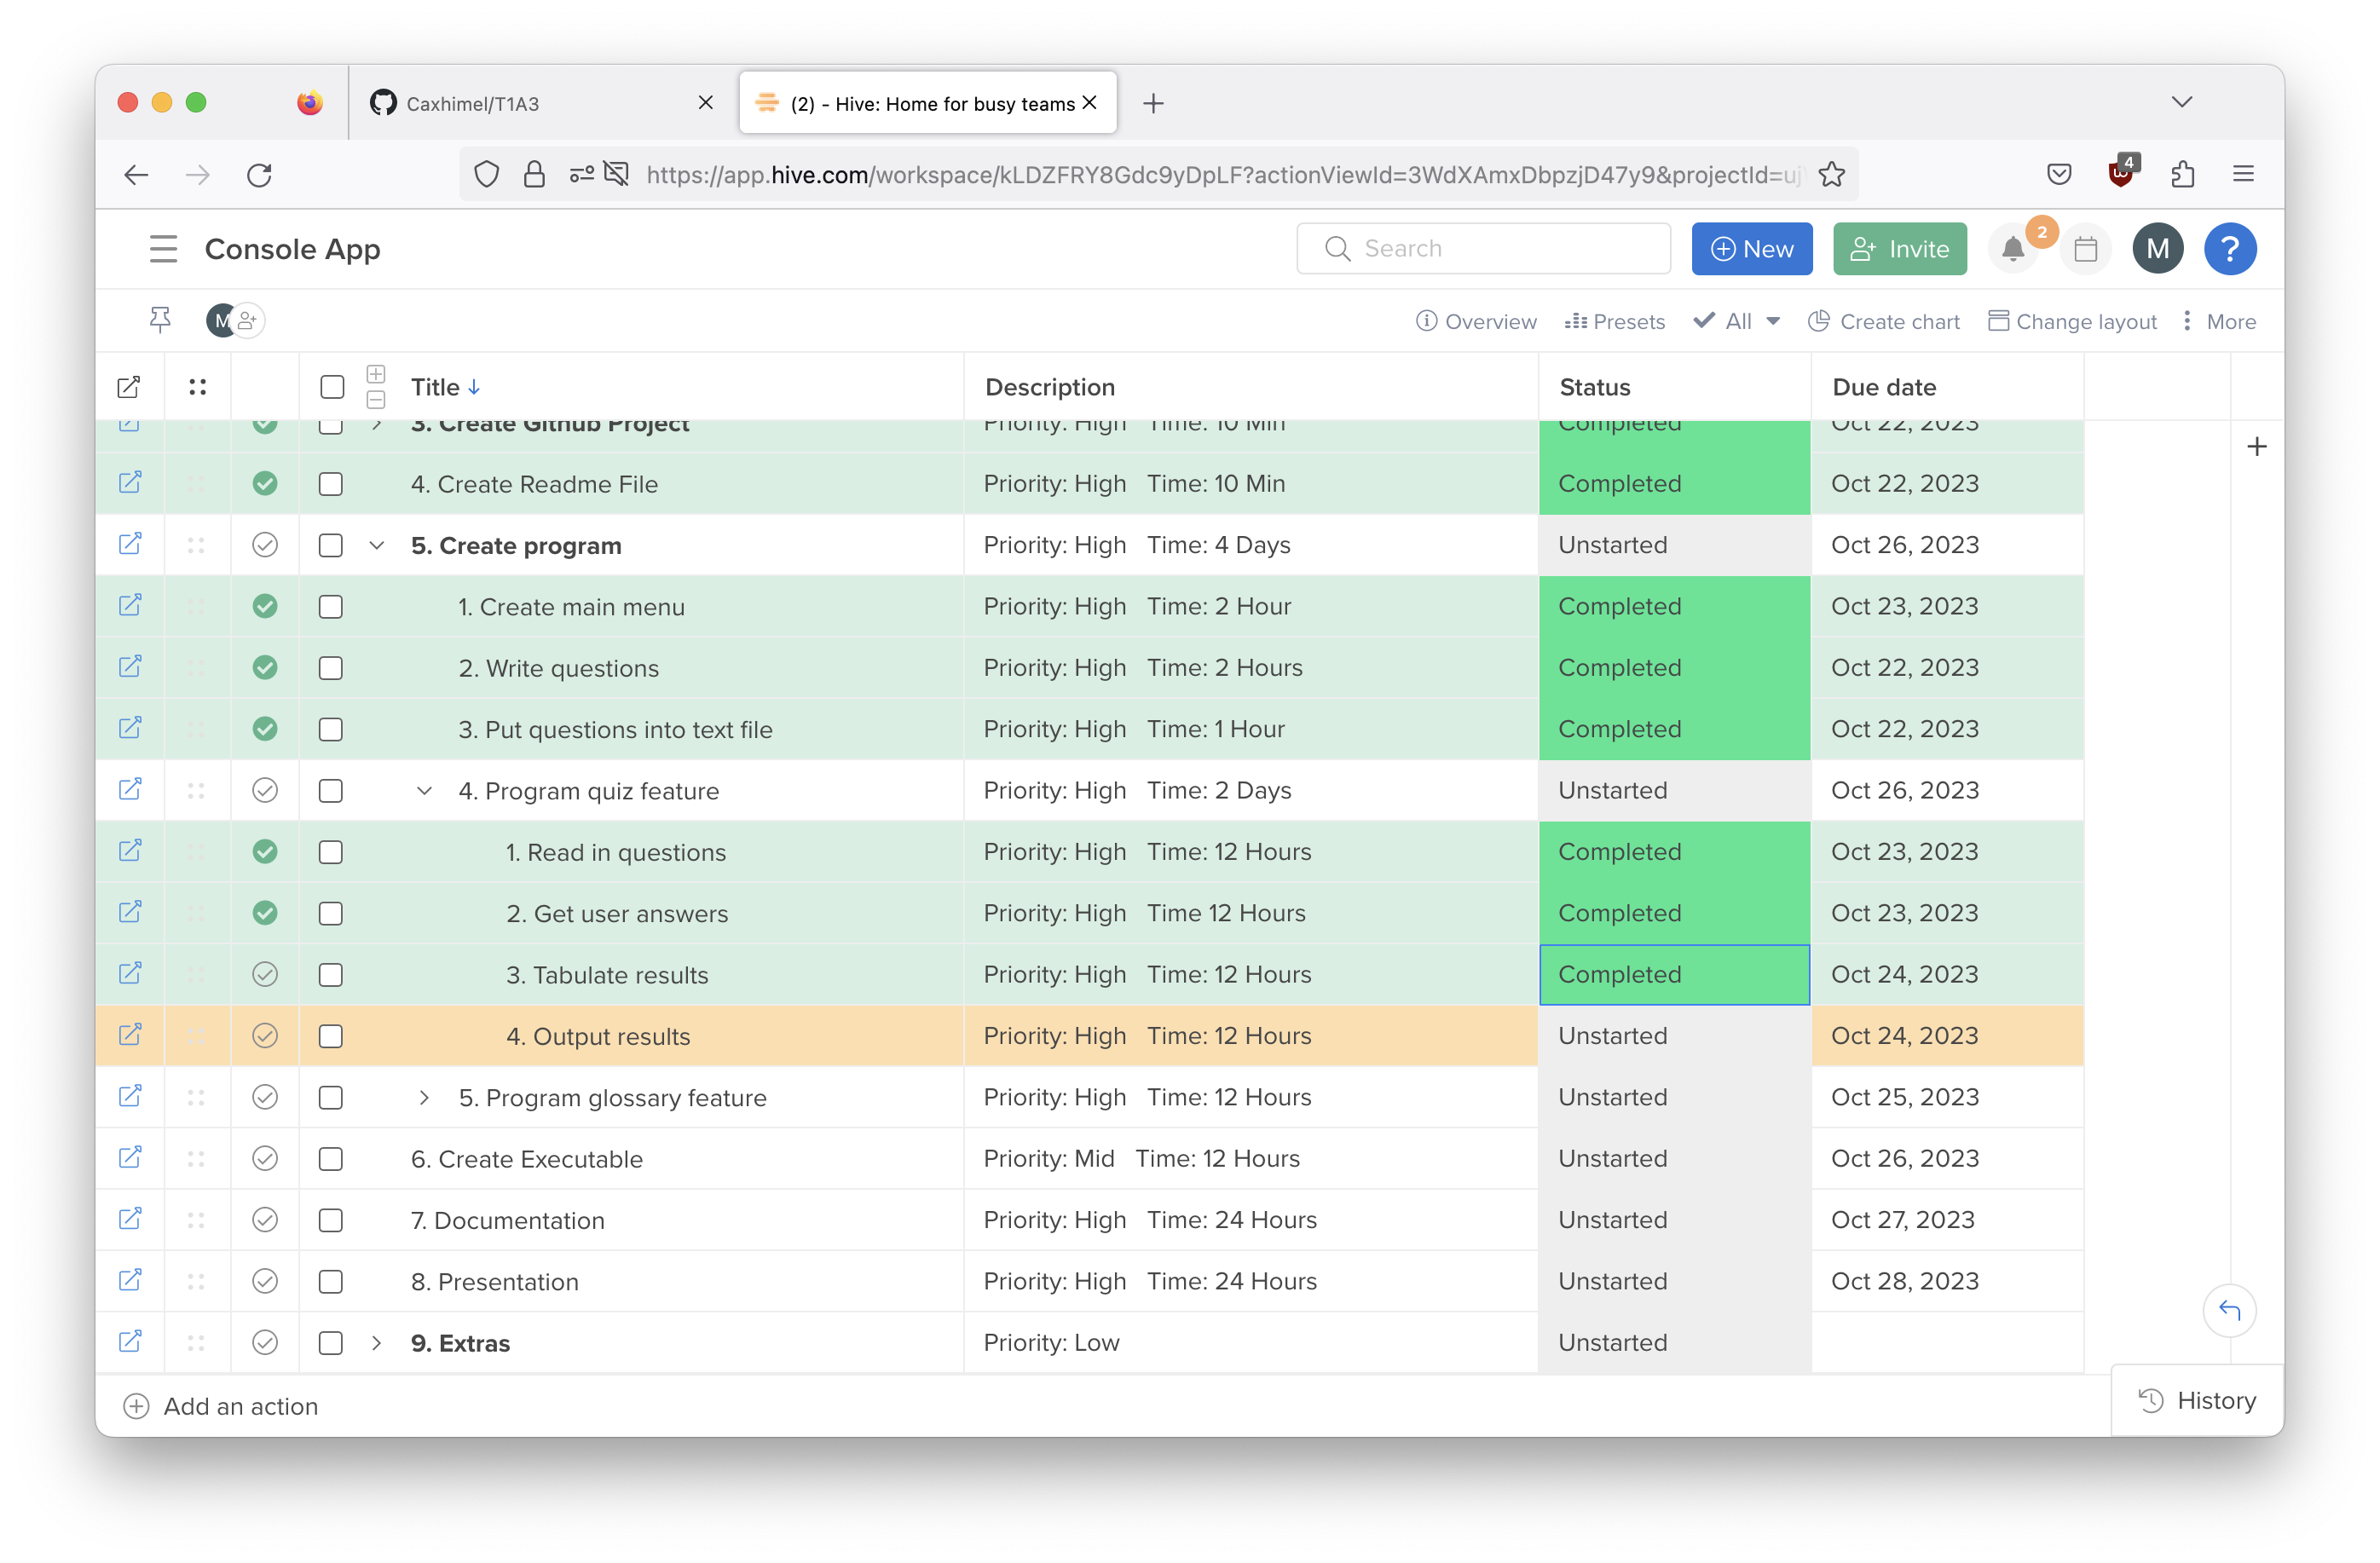 Caxhimel/T1A3
(2) - Hive: Home for busy teams
https://app.hive.com/workspace/kLDZFRY8Gdc9yDpLF?actionViewId=3WdXAmxDbpzjD47y9&projectId=uj
4
Console App
Search
New
Invite
2
M
?
M
Overview
Presets
All
Create chart
Change layout
More
Title Description Status Due date
3. Create Github Project Priority: High Time: 10 Min Completed Oct 22, 2023
4. Create Readme File Priority: High Time: 10 Min Completed Oct 22, 2023
5. Create program Priority: High Time: 4 Days Unstarted Oct 26, 2023
1. Create main menu Priority: High Time: 2 Hour Completed Oct 23, 2023
2. Write questions Priority: High Time: 2 Hours Completed Oct 22, 2023
3. Put questions into text file Priority: High Time: 1 Hour Completed Oct 22, 2023
4. Program quiz feature Priority: High Time: 2 Days Unstarted Oct 26, 2023
1. Read in questions Priority: High Time: 12 Hours Completed Oct 23, 2023
2. Get user answers Priority: High Time 12 Hours Completed Oct 23, 2023
3. Tabulate results Priority: High Time: 12 Hours Completed Oct 24, 2023
4. Output results Priority: High Time: 12 Hours Unstarted Oct 24, 2023
5. Program glossary feature Priority: High Time: 12 Hours Unstarted Oct 25, 2023
6. Create Executable Priority: Mid Time: 12 Hours Unstarted Oct 26, 2023
7. Documentation Priority: High Time: 24 Hours Unstarted Oct 27, 2023
8. Presentation Priority: High Time: 24 Hours Unstarted Oct 28, 2023
9. Extras Priority: Low Unstarted
Add an action
History